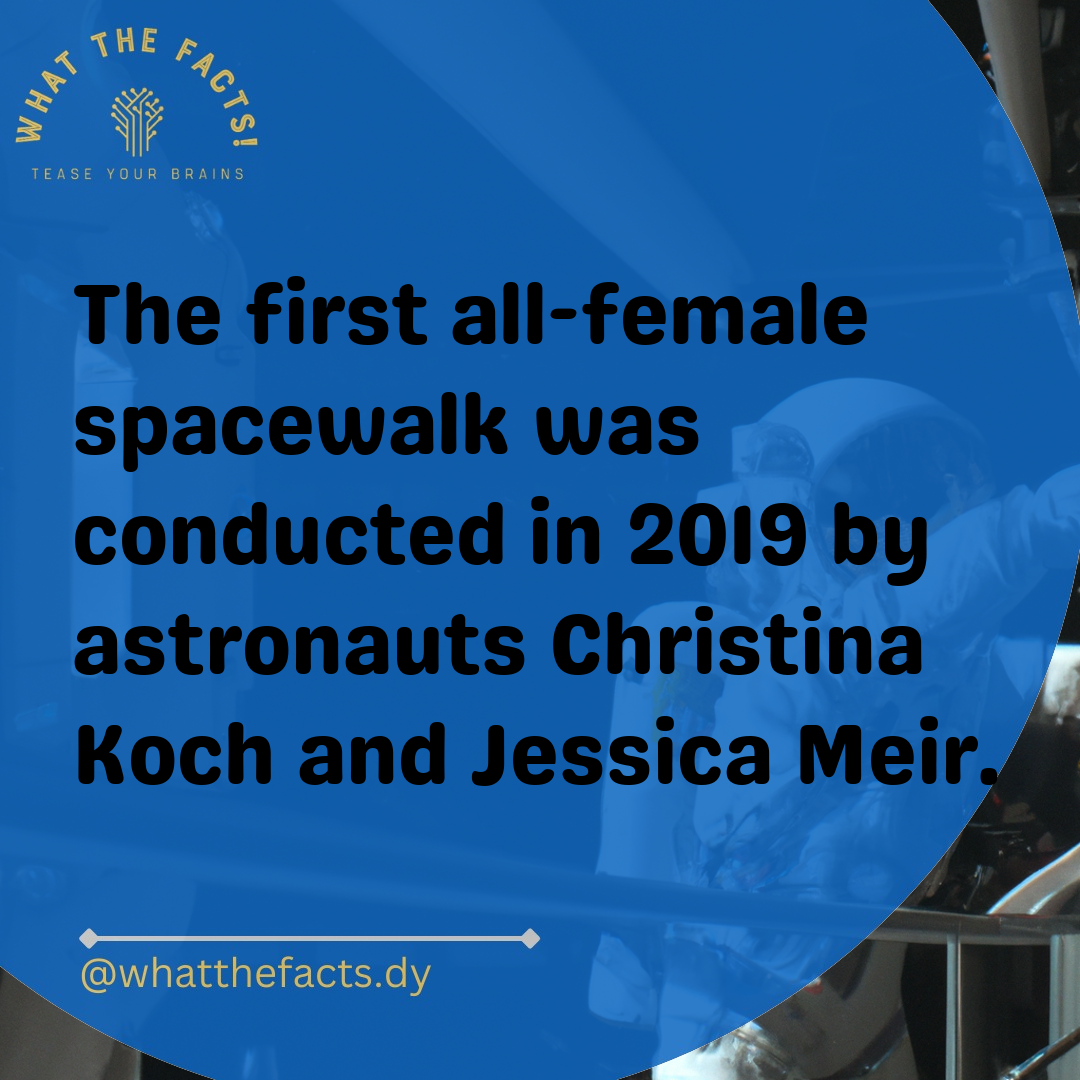 WHAT THE FACTS!
TEASE YOUR BRAINS
The first all-female
spacewalk was
conducted in 2019 by
astronauts Christina
Koch and Jessica Meir.
@whatthefacts.dy